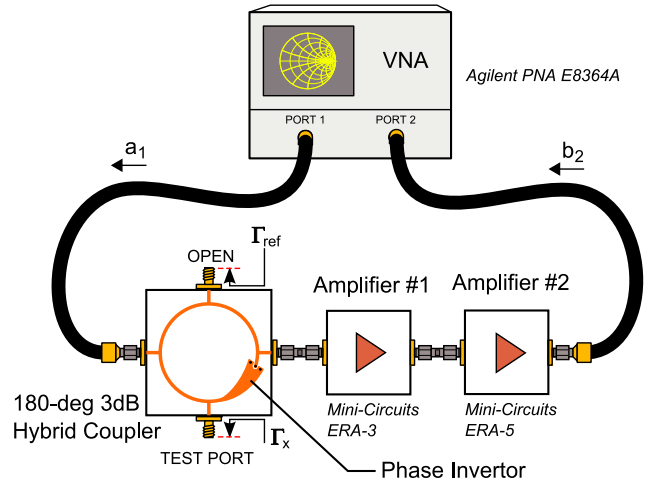 VNA
Agilent PNA E8364A
PORT 1
PORT 2
a1
b2
Γref
OPEN
Amplifier #1
Amplifier #2
180-deg 3dB
Hybrid Coupler
Mini-Circuits
ERA-3
Mini-Circuits
ERA-5
Γx
TEST PORT
Phase Invertor